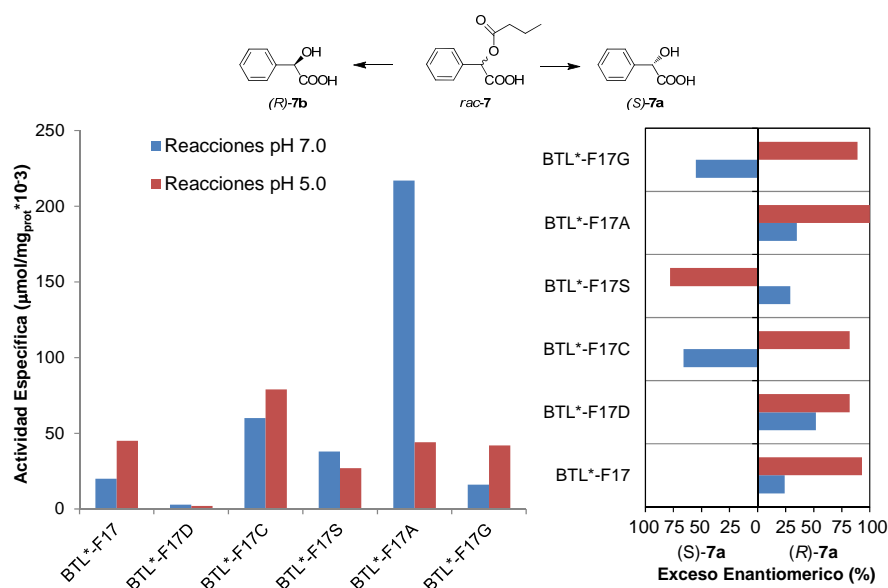 O
O
OH
COOH
(R)-7b
COOH
rac-7
OH
COOH
(S)-7a
Reacciones pH 7.0
Reacciones pH 5.0
Actividad Específica (µmol/mgprot*10-3)
250
200
150
100
50
0
BTL*-F17
BTL*-F17D
BTL*-F17C
BTL*-F17S
BTL*-F17A
BTL*-F17G
BTL*-F17G
BTL*-F17A
BTL*-F17S
BTL*-F17C
BTL*-F17D
BTL*-F17
100 75 50 25 0 25 50 75 100
(S)-7a (R)-7a
Exceso Enantiomerico (%)